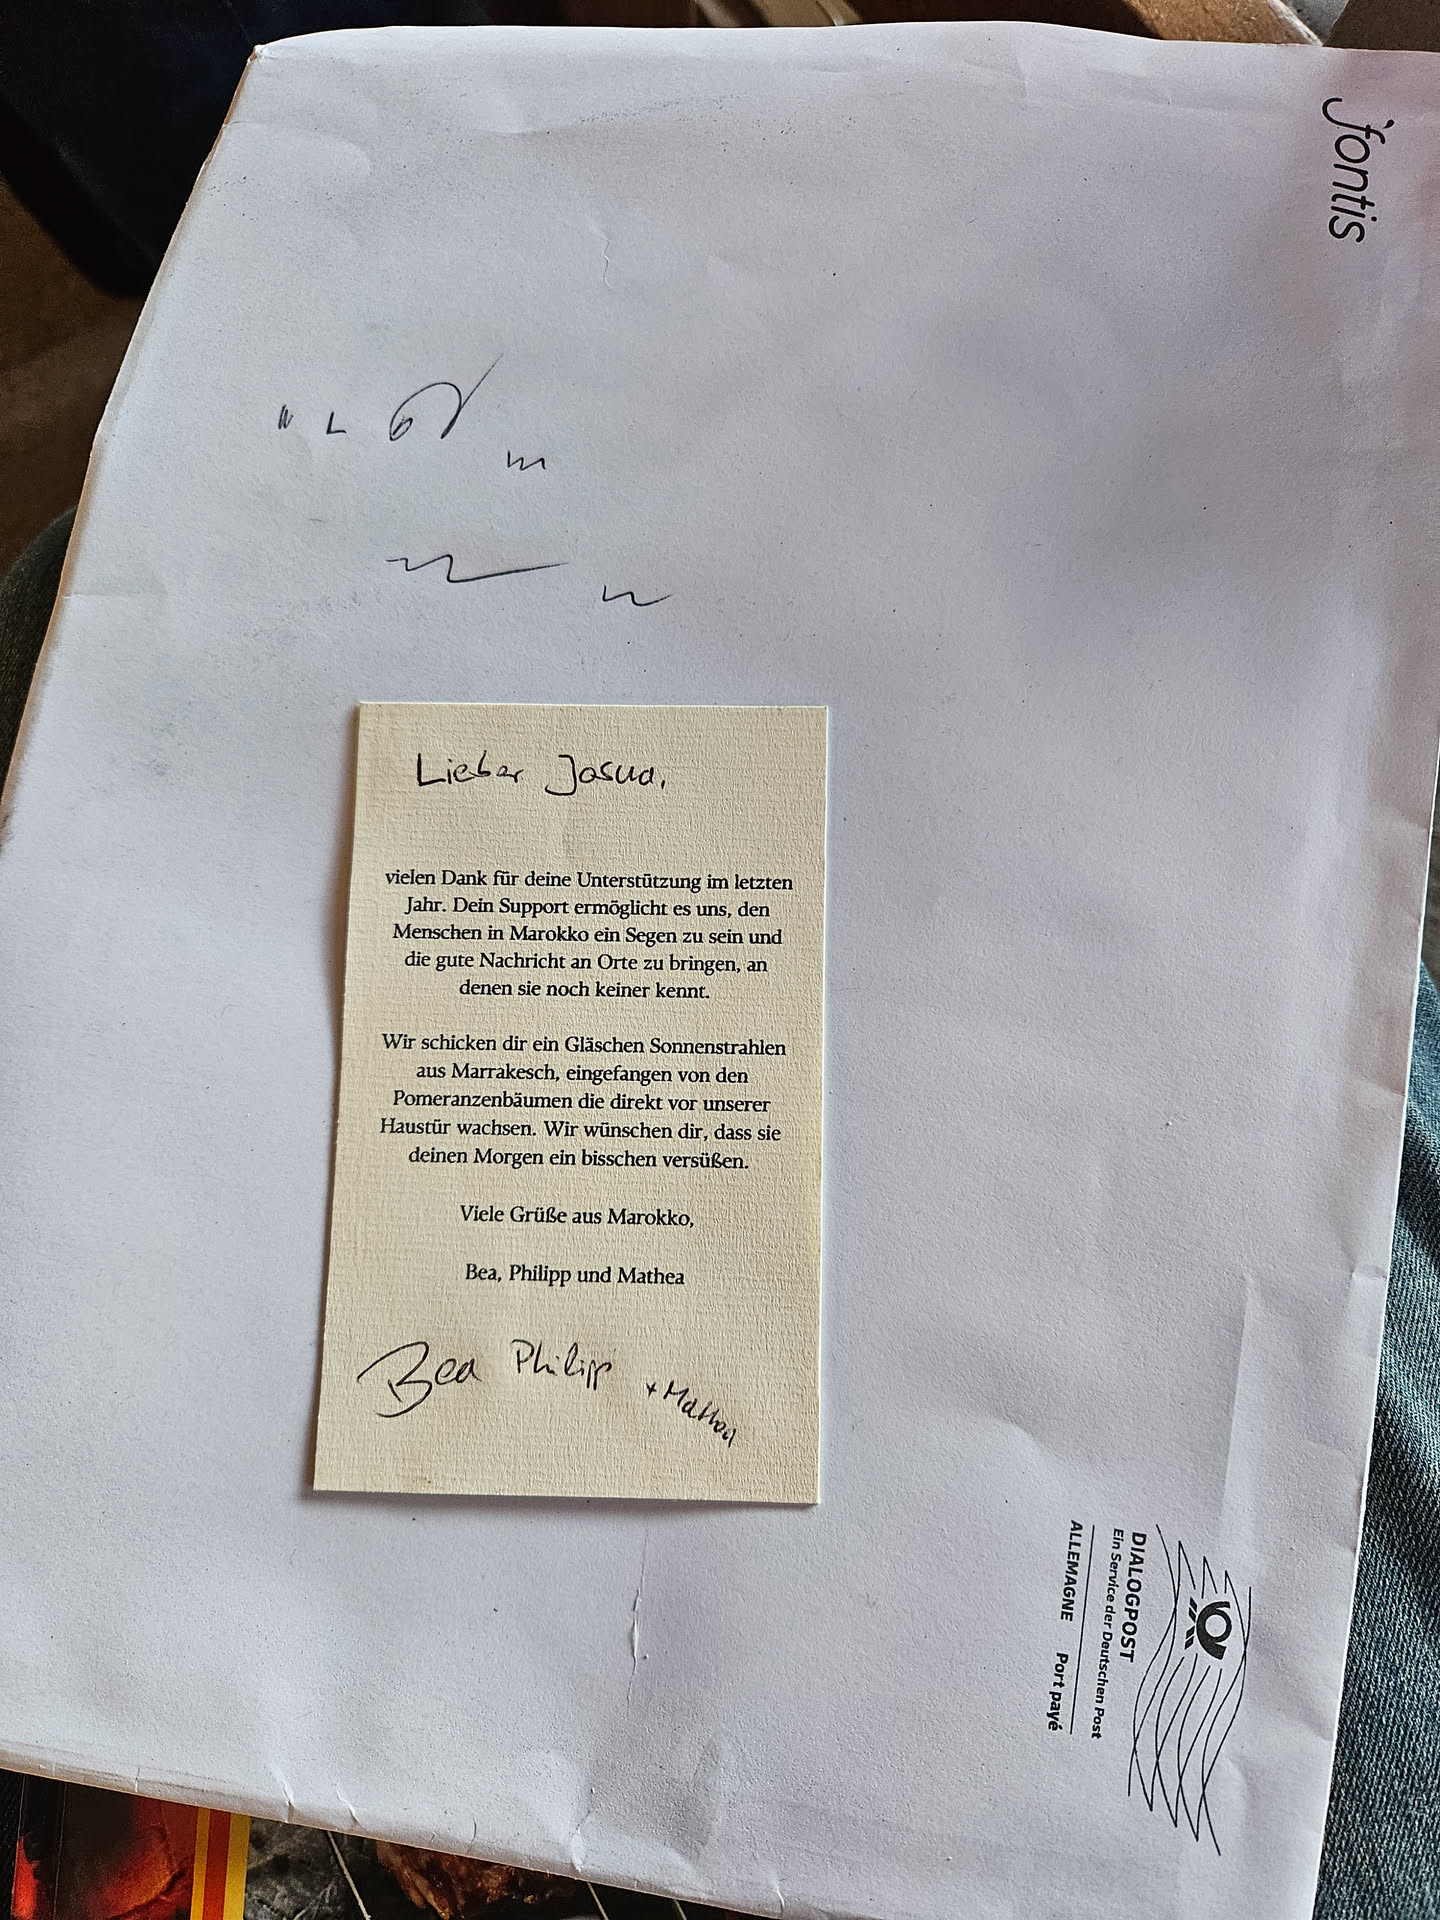 fontis
Lieber Josua,
vielen Dank für deine Unterstützung im letzten
Jahr. Dein Support ermöglicht es uns, den
Menschen in Marokko ein Segen zu sein und
die gute Nachricht an Orte zu bringen, an
denen sie noch keiner kennt.
Wir schicken dir ein Gläschen Sonnenstrahlen
aus Marrakesch, eingefangen von den
Pomeranzenbäumen die direkt vor unserer
Haustür wachsen. Wir wünschen dir, dass sie
deinen Morgen ein bisschen versüßen.
Viele Grüße aus Marokko,
Bea, Philipp und Mathea
Bea Philipp + Mathea
DIALOGPOST
Ein Service der Deutschen Post
ALLEMAGNE Port payé